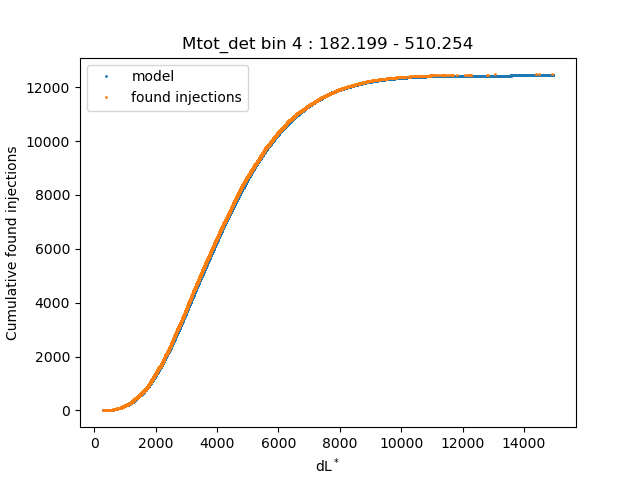 Mtot_det bin 4 : 182.199 - 510.254
model
found injections
Cumulative found injections
12000
10000
8000
6000
4000
2000
0
0 2000 4000 6000 8000 10000 12000 14000
dL*